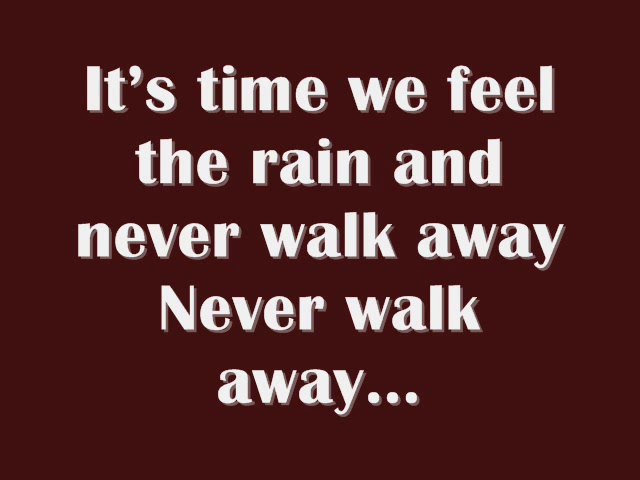 It’s time we feel
the rain and
never walk away
Never walk
away...